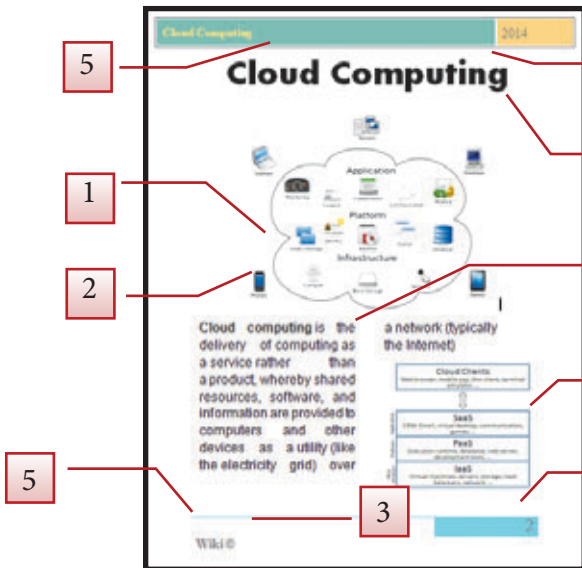 Cloud Computing
2014
5
Cloud Computing
Application
1
Platform
Infrastructure
2
Cloud computing is the
delivery of computing as
a service rather than
a product, whereby shared
resources, software, and
information are provided to
computers and other
devices as a utility (like
the electricity grid) over
a network (typically
the Internet)
Cloud Clients
SaaS
PaaS
IaaS
5
3
2
Wiki ©